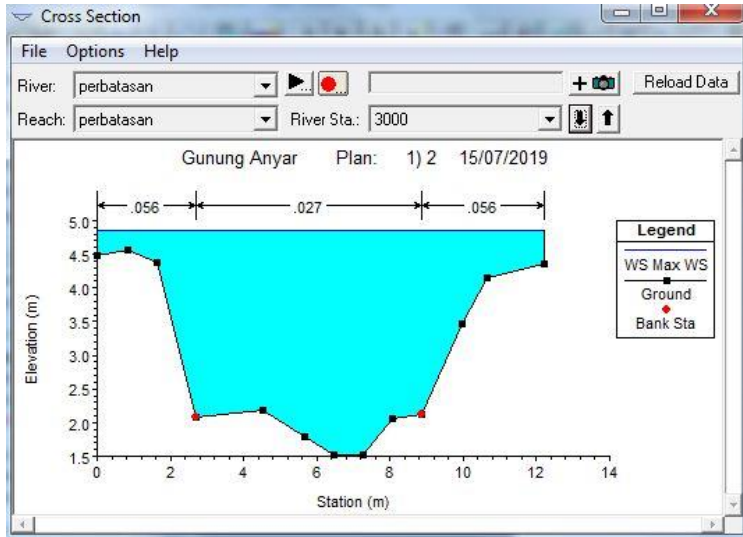 Cross Section
File Options Help
River: perbatasan Reload Data
Reach: perbatasan River Sta.: 3000
Gunung Anyar Plan: 1) 2 15/07/2019
.056 .027 .056
5.0
4.5
4.0
3.5
3.0
2.5
2.0
1.5
Elevation (m)
0 2 4 6 8 10 12 14
Station (m)
Legend
WS Max WS
Ground
Bank Sta